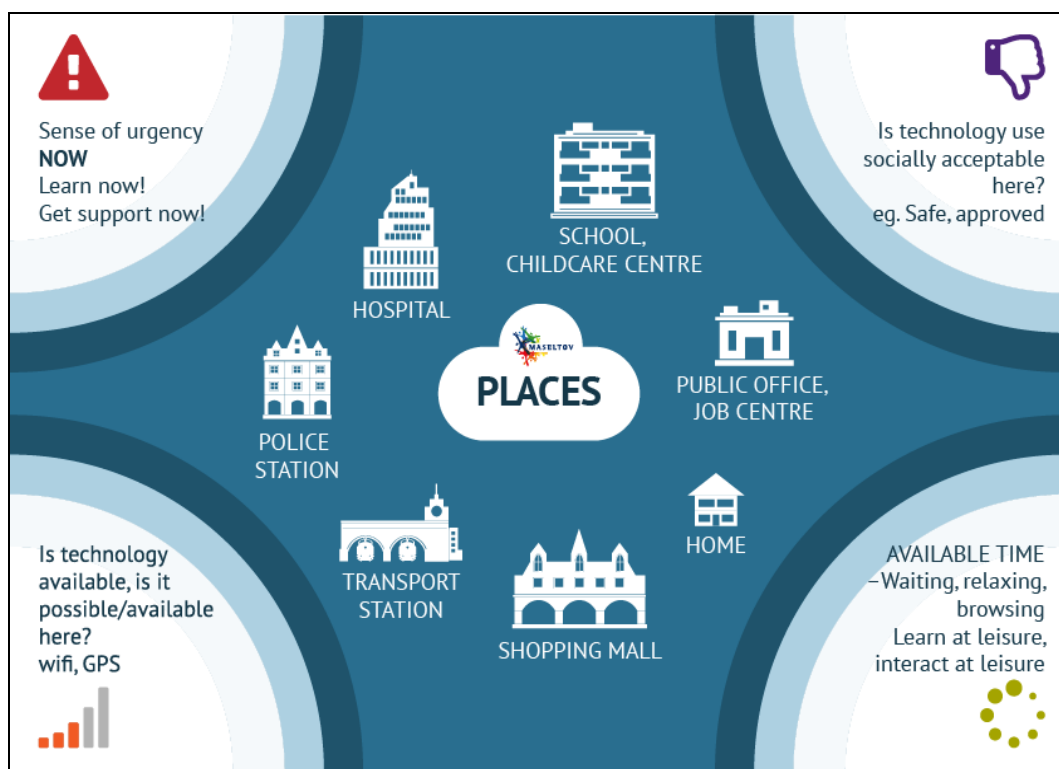 Sense of urgency
NOW
Learn now!
Get support now!
Is technology use
socially acceptable
here?
eg. Safe, approved
SCHOOL,
CHILDCARE CENTRE
HOSPITAL
MASELTOV
PLACES
PUBLIC OFFICE,
JOB CENTRE
POLICE
STATION
HOME
TRANSPORT
STATION
SHOPPING MALL
Is technology
available, is it
possible/available
here?
wifi, GPS
AVAILABLE TIME
–Waiting, relaxing,
browsing
Learn at leisure,
interact at leisure